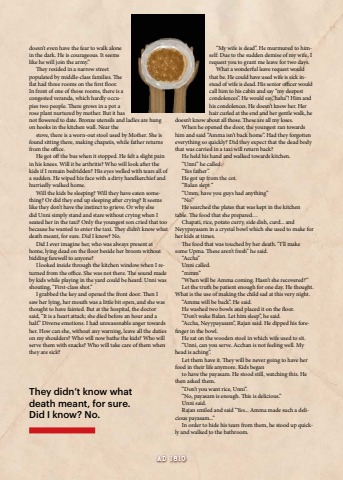 doesn't even have the fear to walk alone
in the dark. He is courageous. It seems
like he will join the army."
They resided in a narrow street
populated by middle-class families. The
flat had three rooms on the first floor.
In front of one of those rooms, there is a
congested veranda, which hardly occu-
pies two people. There grows in a pot a
rose plant nurtured by mother. But it has
not flowered to date. Bronze utensils and ladles are hung
on hooks in the kitchen wall. Near the
stove, there is a worn-out stool used by Mother. She is
found sitting there, making chapatis, while father returns
from the office.
He got off the bus when it stopped. He felt a slight pain
in his knees. Will it be arthritis? Who will look after the
kids if I remain bedridden? His eyes welled with tears all of
a sudden. He wiped his face with a dirty handkerchief and
hurriedly walked home.
Will the kids be sleeping? Will they have eaten some-
thing? Or did they end up sleeping after crying? It seems
like they don't have the instinct to grieve. Or why else
did Unni simply stand and stare without crying when I
seated her in the taxi? Only the youngest son cried that too
because he wanted to enter the taxi. They didn't know what
death meant, for sure. Did I know? No.
Did I ever imagine her, who was always present at
home, lying dead on the floor beside her broom without
bidding farewell to anyone?
I looked inside through the kitchen window when I re-
turned from the office. She was not there. The sound made
by kids while playing in the yard could be heard. Unni was
shouting, "First-class shot."
I grabbed the key and opened the front door. Then I
saw her lying, her mouth was a little bit open, and she was
thought to have fainted. But at the hospital, the doctor
said, "It is a heart attack; she died before an hour and a
half." Diverse emotions. I had unreasonable anger towards
her. How can she, without any warning, leave all the duties
on my shoulders? Who will now bathe the kids? Who will
serve them with snacks? Who will take care of them when
they are sick?
They didn't know what
death meant, for sure.
Did I know? No.
"My wife is dead". He murmured to him-
self. Due to the sudden demise of my wife, I
request you to grant me leave for two days.
What a wonderful leave request would
that be. He could have used wife is sick in-
stead of wife is dead. His senior officer would
call him to his cabin and say "my deepest
condolences". He would say,"haha"! Him and
his condolences. He doesn't know her. Her
hair curled at the end and her gentle walk, he
doesn't know about all those. Those are all my loses.
When he opened the door, the youngest ran towards
him and said "Amma isn't back home". Had they forgotten
everything so quickly? Did they expect that the dead body
that was carried in a taxi will return back?
He held his hand and walked towards kitchen.
"Unni" he called;
"Yes father".
He got up from the cot.
"Balan slept".
"Umm, have you guys had anything"
"No"
He searched the plates that was kept in the kitchen
table. The food that she prepared…
Chapati, rice, potato curry, side dish, curd... and
Neyypayasam in a crystal bowl which she used to make for
her kids at times.
The food that was touched by her death. "I'll make
some Upma. These aren't fresh" he said.
"Accha"
Unni called.
"mmm"
"When will be Amma coming. Hasn't she recovered?"
Let the truth be patient enough for one day. He thought.
What is the use of making the child sad at this very night.
"Amma will be back". He said.
He washed two bowls and placed it on the floor.
"Don't wake Balan. Let him sleep", he said.
"Accha, Neyypayasam", Rajan said. He dipped his fore-
finger in the bowl.
He sat on the wooden stool in which wife used to sit.
"Unni, can you serve. Acchan is not feeling well. My
head is aching".
Let them have it. They will be never going to have her
food in their life anymore. Kids began
to have the payasam. He stood still, watching this. He
then asked them.
"Don't you want rice, Unni".
"No, payasam is enough. This is delicious."
Unni said.
Rajan smiled and said "Yes... Amma made such a deli-
cious payasam..."
In order to hide his tears from them, he stood up quick-
ly and walked to the bathroom.